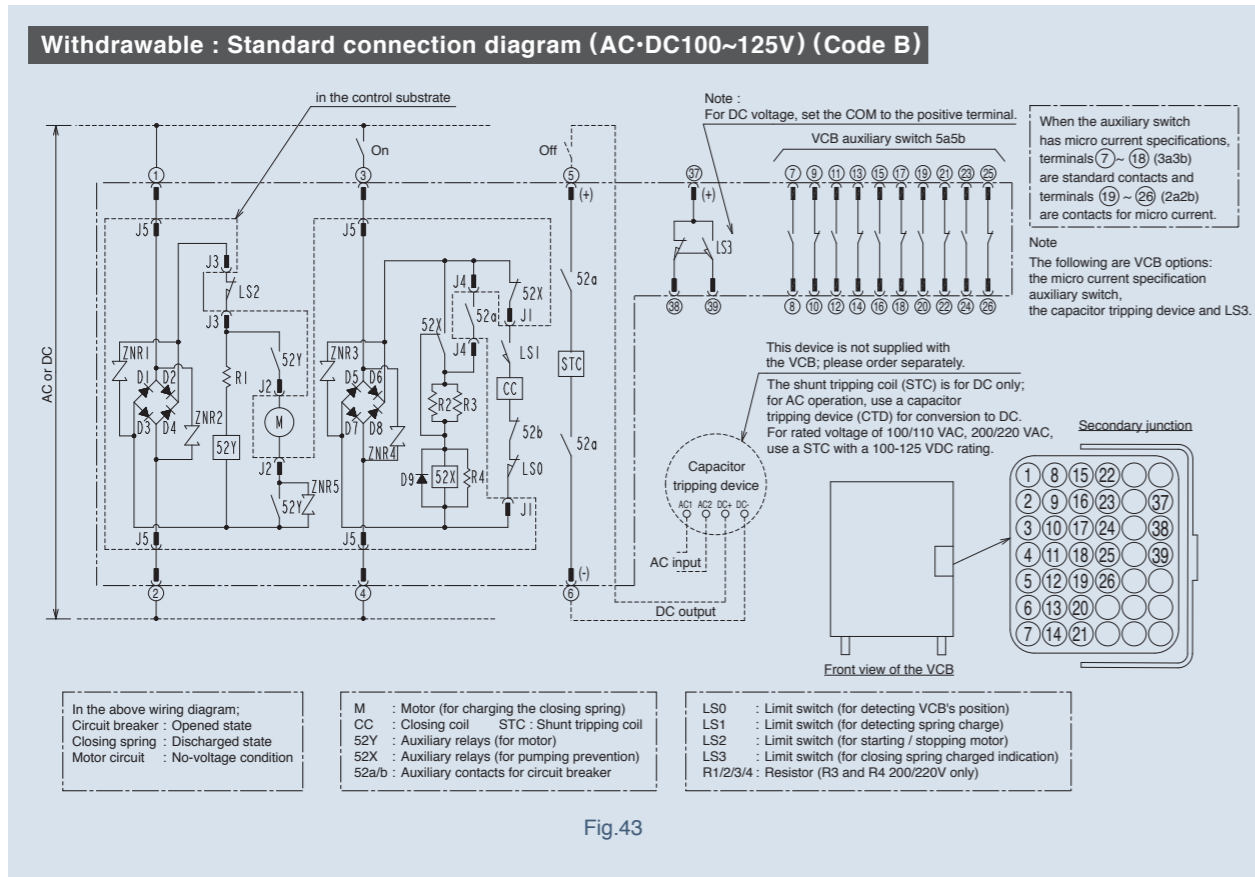 Withdrawable : Standard connection diagram (AC･DC100~125V) (Code B)
in the control substrate
Note :
For DC voltage, set the COM to the positive terminal.
VCB auxiliary switch 5a5b
When the auxiliary switch
has micro current specifications,
terminals ⑦ ~ ⑱ (3a3b)
are standard contacts and
terminals ⑲ ~ ㉖ (2a2b)
are contacts for micro current.
Note
The following are VCB options:
the micro current specification
auxiliary switch,
the capacitor tripping device and LS3.
On
Off
① ③ ⑤ ㊲ ⑦ ⑨ ⑪ ⑬ ⑮ ⑰ ⑲ ㉑ ㉓ ㉕
(+) (+)
J5 J5
J3 LS3
LS2 J4 52X 52a
J3 52X 52a J1
㊳ ㊴ ⑧ ⑩ ⑫ ⑭ ⑯ ⑱ ⑳ ㉒ ㉔ ㉖
AC or DC
ZNR1 52Y ZNR3 J4 LS1
D1 D2 R1 J2 D5 D6 CC STC
ZNR2 M R2 R3
D3 D4 52Y D7 D8 52b 52a
J2 ZNR4
ZNR5 D9 52X R4 LS0
52Y
J1
J5 J5
(-)
② ④ ⑥
This device is not supplied with
the VCB; please order separately.
The shunt tripping coil (STC) is for DC only;
for AC operation, use a capacitor
tripping device (CTD) for conversion to DC.
For rated voltage of 100/110 VAC, 200/220 VAC,
use a STC with a 100-125 VDC rating.
Capacitor
tripping device
AC1 AC2 DC+ DC-
AC input
DC output
Secondary junction
① ⑧ ⑮ ㉒
② ⑨ ⑯ ㉓ ㊲
③ ⑩ ⑰ ㉔ ㊳
④ ⑪ ⑱ ㉕ ㊴
⑤ ⑫ ⑲ ㉖
⑥ ⑬ ⑳
⑦ ⑭ ㉑
Front view of the VCB
In the above wiring diagram;
Circuit breaker : Opened state
Closing spring : Discharged state
Motor circuit : No-voltage condition
M : Motor (for charging the closing spring)
CC : Closing coil STC : Shunt tripping coil
52Y : Auxiliary relays (for motor)
52X : Auxiliary relays (for pumping prevention)
52a/b : Auxiliary contacts for circuit breaker
LS0 : Limit switch (for detecting VCB's position)
LS1 : Limit switch (for detecting spring charge)
LS2 : Limit switch (for starting / stopping motor)
LS3 : Limit switch (for closing spring charged indication)
R1/2/3/4 : Resistor (R3 and R4 200/220V only)
Fig.43